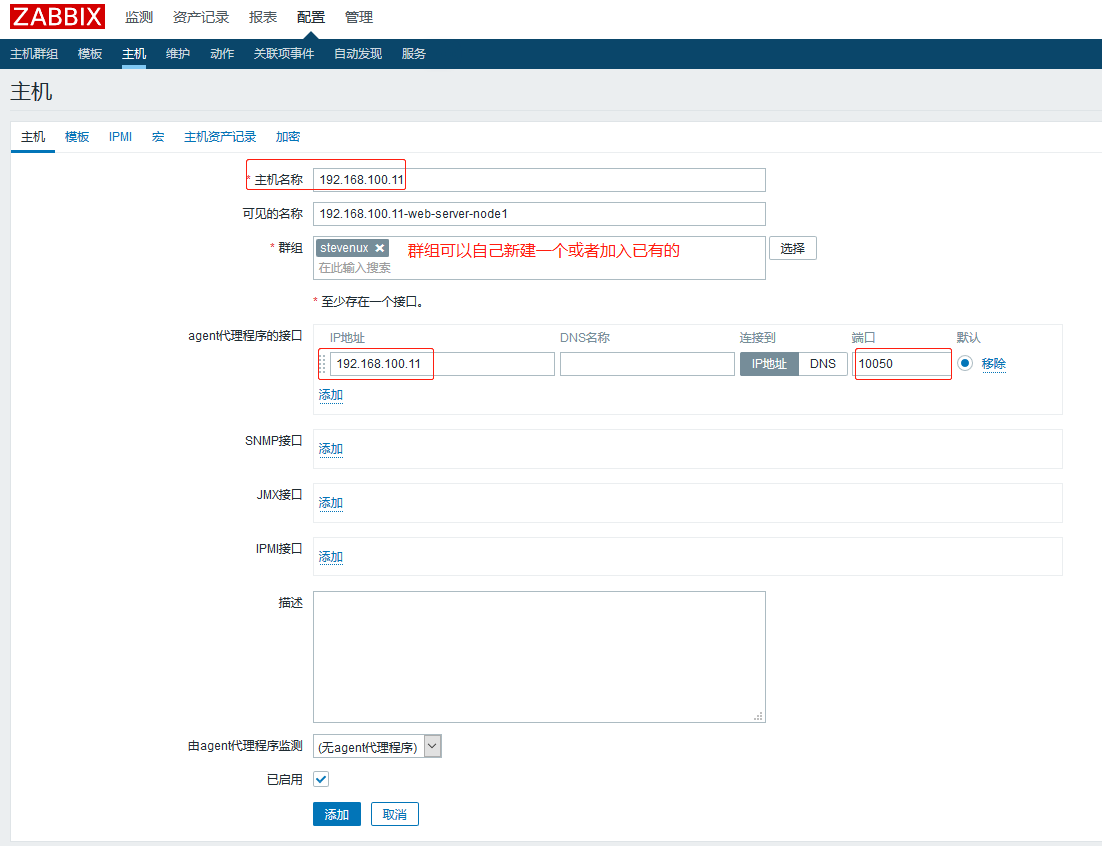 ZABBIX 监测 资产记录 报表 配置 管理
主机群组 模板 主机 维护 动作 关联项事件 自动发现 服务
主机
主机 模板 IPMI 宏 主机资产记录 加密
* 主机名称 192.168.100.11
可见的名称 192.168.100.11-web-server-node1
* 群组 stevenux × 群组可以自己新建一个或者加入已有的 选择
在此输入搜索
* 至少存在一个接口。
agent代理程序的接口 IP地址 DNS名称 连接到 端口 默认
192.168.100.11 IP地址 DNS 10050 移除
添加
SNMP接口 添加
JMX接口 添加
IPMI接口 添加
描述
由agent代理程序监测 (无agent代理程序)
已启用
添加 取消